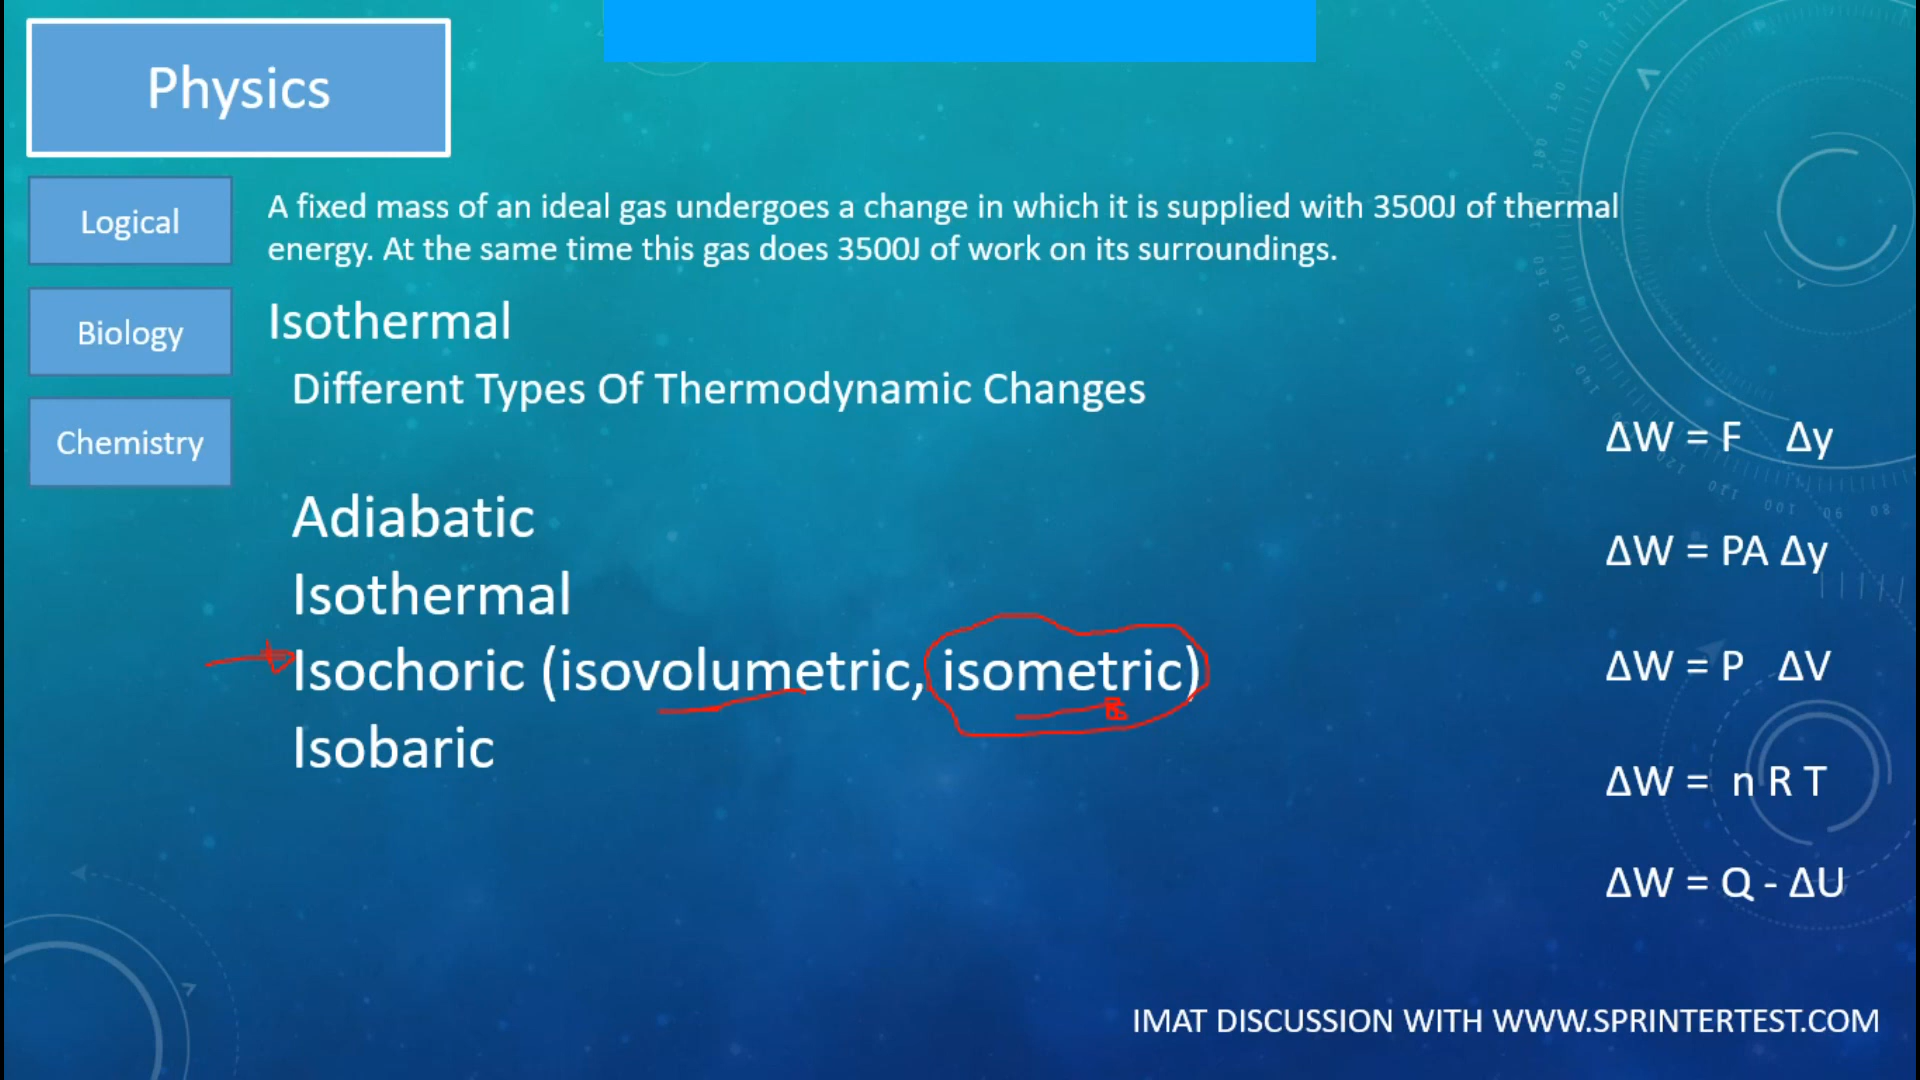 Physics
Logical
Biology
Chemistry
A fixed mass of an ideal gas undergoes a change in which it is supplied with 3500J of thermal
energy. At the same time this gas does 3500J of work on its surroundings.
Isothermal
Different Types Of Thermodynamic Changes
Adiabatic
Isothermal
Isochoric (isovolumetric, isometric)
Isobaric
ΔW = F Δy
ΔW = PA Δy
ΔW = P ΔV
ΔW = n R T
ΔW = Q - ΔU
IMAT DISCUSSION WITH WWW.SPRINTERTEST.COM